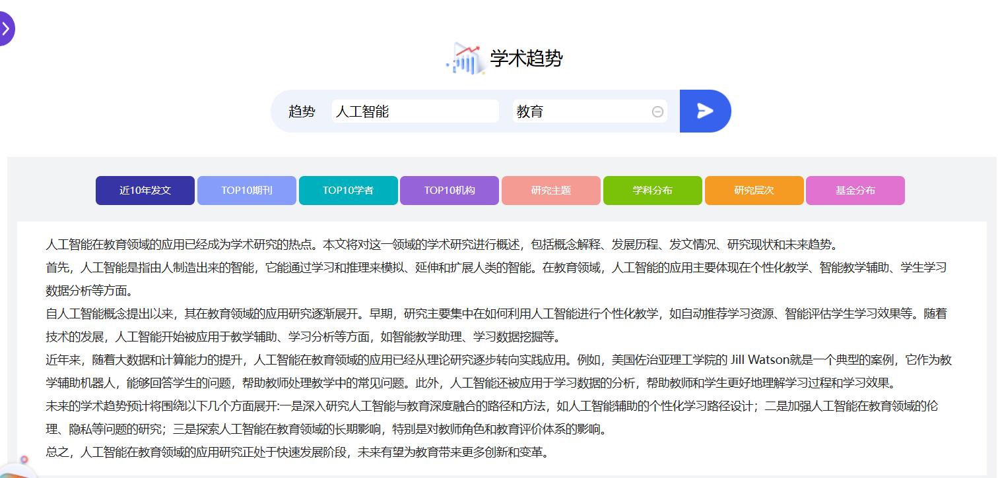 学术趋势
趋势 人工智能 教育
近10年发文 TOP10期刊 TOP10学者 TOP10机构 研究主题 学科分布 研究层次 基金分布
人工智能在教育领域的应用已经成为学术研究的热点。本文将对这一领域的学术研究进行概述，包括概念解释、发展历程、发文情况、研究现状和未来趋势。
首先，人工智能是指由人制造出来的智能，它能通过学习和推理来模拟、延伸和扩展人类的智能。在教育领域，人工智能的应用主要体现在个性化教学、智能教学辅助、学生学习
数据分析等方面。
自人工智能概念提出以来，其在教育领域的应用研究逐渐展开。早期，研究主要集中在如何利用人工智能进行个性化教学，如自动推荐学习资源、智能评估学生学习效果等。随着
技术的发展，人工智能开始被应用于教学辅助、学习分析等方面，如智能教学助理、学习数据挖掘等。
近年来，随着大数据和计算能力的提升，人工智能在教育领域的应用已经从理论研究逐步转向实践应用。例如，美国佐治亚理工学院的 Jill Watson就是一个典型的案例，它作为教
学辅助机器人，能够回答学生的问题，帮助教师处理教学中的常见问题。此外，人工智能还被应用于学习数据的分析，帮助教师和学生更好地理解学习过程和学习效果。
未来的学术趋势预计将围绕以下几个方面展开:一是深入研究人工智能与教育深度融合的路径和方法，如人工智能辅助的个性化学习路径设计；二是加强人工智能在教育领域的伦
理、隐私等问题的研究；三是探索人工智能在教育领域的长期影响，特别是对教师角色和教育评价体系的影响。
总之，人工智能在教育领域的应用研究正处于快速发展阶段，未来有望为教育带来更多创新和变革。